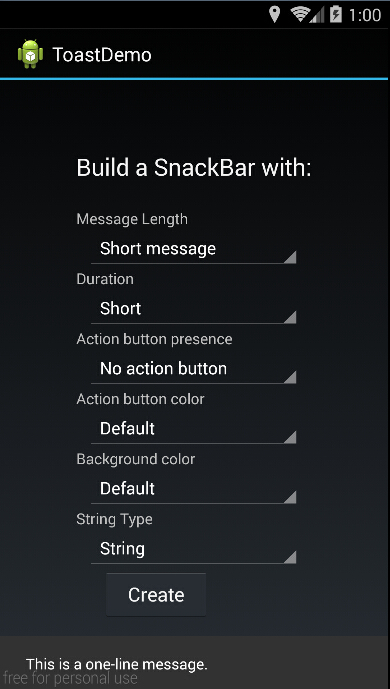 1:00
ToastDemo
Build a SnackBar with:
Message Length
Short message
Duration
Short
Action button presence
No action button
Action button color
Default
Background color
Default
String Type
String
Create
This is a one-line message.
free for personal use